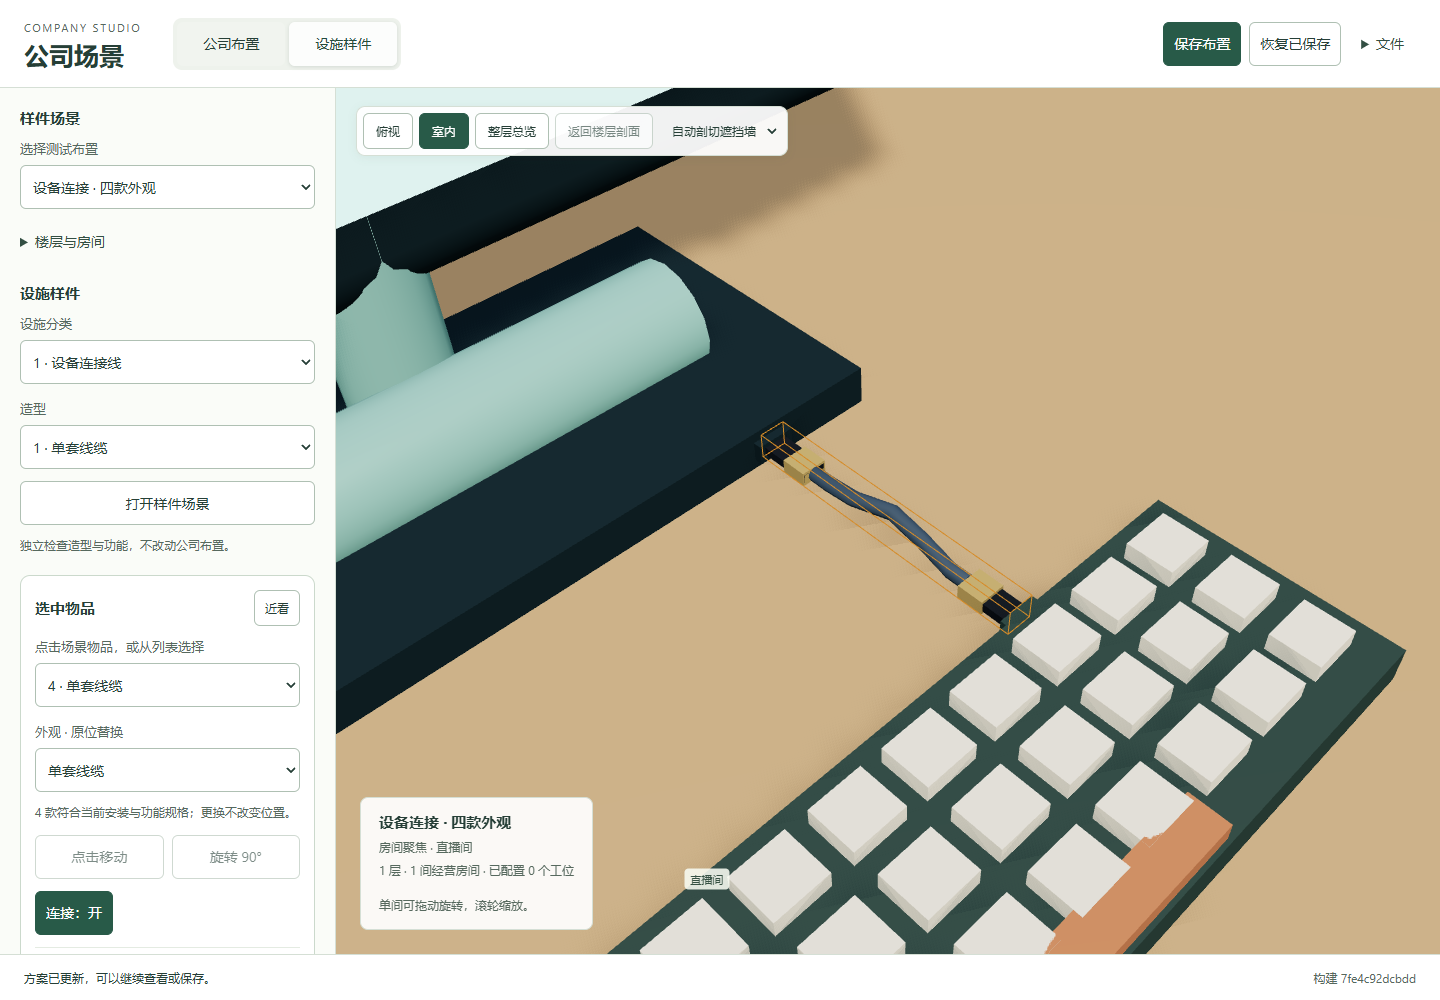 COMPANY STUDIO
公司场景
公司布置
设施样件
保存布置
恢复已保存
▶ 文件
样件场景
选择测试布置
设备连接 · 四款外观
▶ 楼层与房间
设施样件
设施分类
1 · 设备连接线
造型
1 · 单套线缆
打开样件场景
独立检查造型与功能，不改动公司布置。
选中物品
近看
点击场景物品，或从列表选择
4 · 单套线缆
外观 · 原位替换
单套线缆
4 款符合当前安装与功能规格；更换不改变位置。
点击移动
旋转 90°
连接：开
俯视
室内
整层总览
返回楼层剖面
自动剖切遮挡墙
设备连接 · 四款外观
房间聚焦 · 直播间
1 层 · 1 间经营房间 · 已配置 0 个工位
单间可拖动旋转，滚轮缩放。
直播间
方案已更新，可以继续查看或保存。
构建 7fe4c92dcbdd